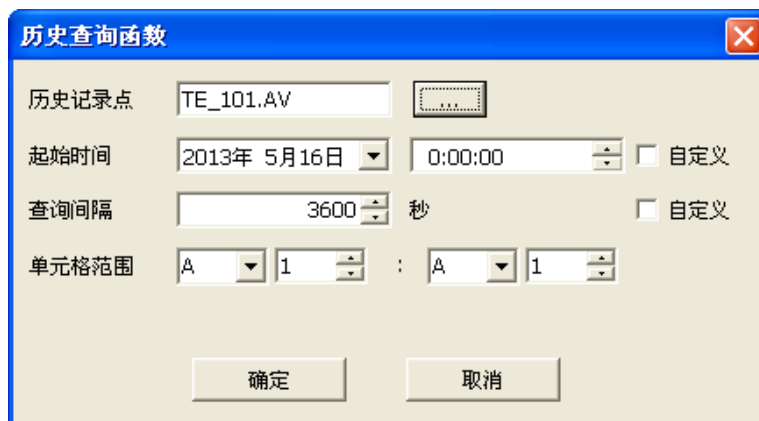 历史查询函数
历史记录点 TE_101.AV ...
起始时间 2013年 5月16日 0:00:00 自定义
查询间隔 3600 秒 自定义
单元格范围 A 1 : A 1
确定 取消